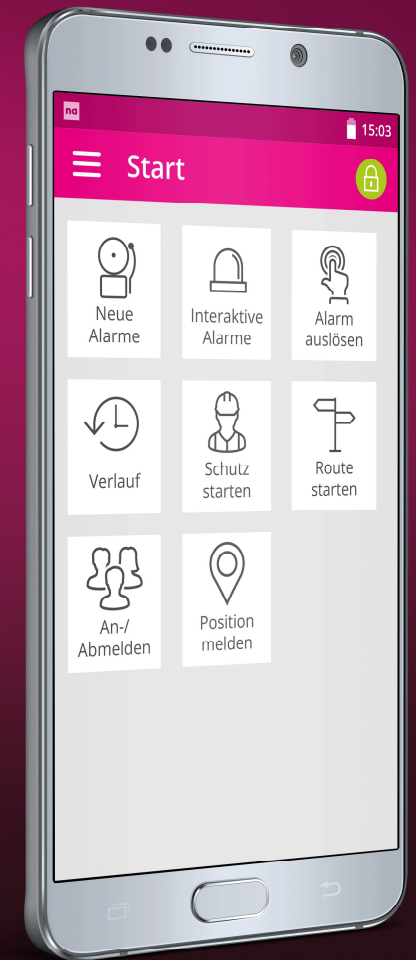 na
15:03
Start
Neue
Alarme
Interaktive
Alarme
Alarm
auslösen
Verlauf
Schutz
starten
Route
starten
An-/
Abmelden
Position
melden